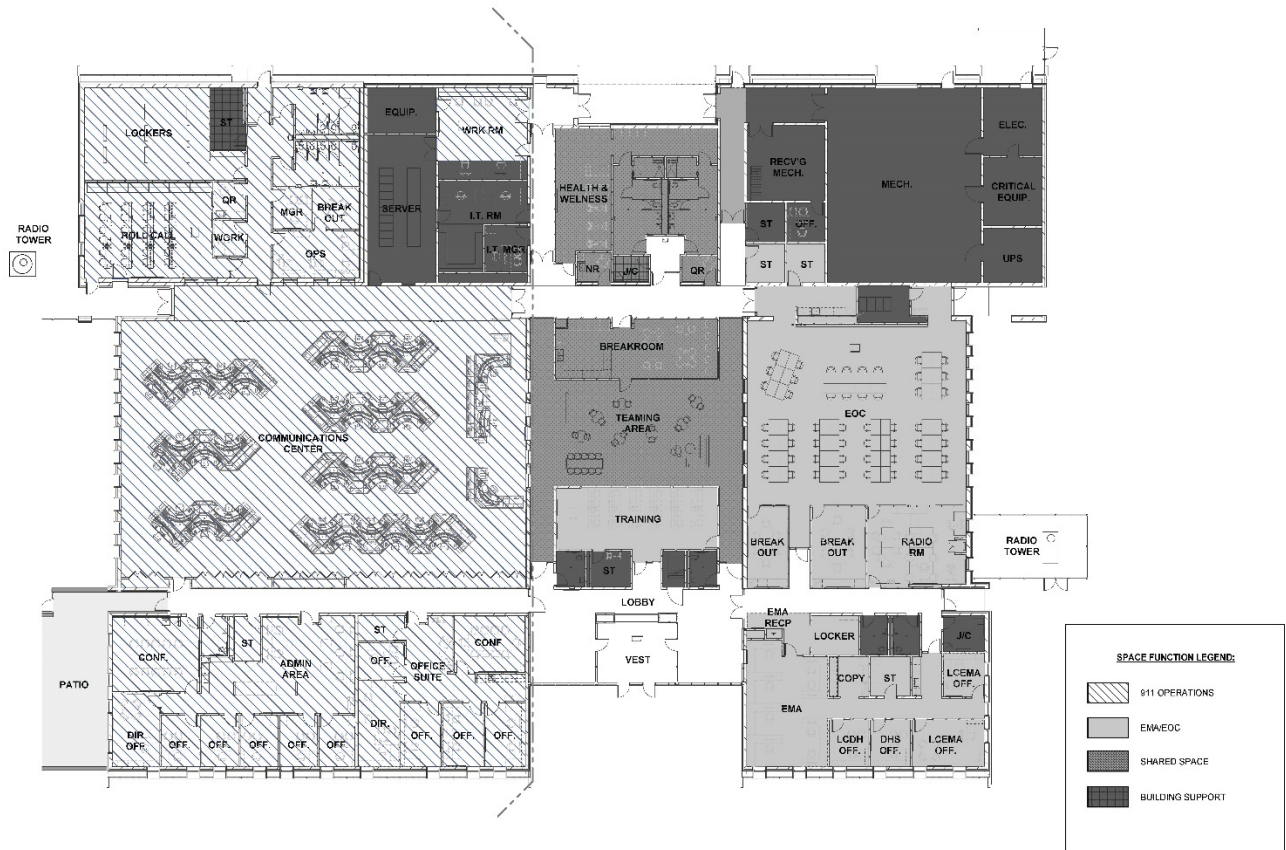 LOCKERS
ST
EQUIP.
WRK RM
ELEC.
RECV'G
MECH.
MECH.
HEALTH &
WELNESS
CRITICAL
EQUIP.
QR
MGR
BREAK
OUT
SERVER
I.T. RM
ROLL CALL
WORK
OPS
I.T. MGR
ST
OFF.
RADIO
TOWER
NR
J/C
QR
ST
ST
UPS
BREAKROOM
TEAMING
AREA
EOC
COMMUNICATIONS
CENTER
TRAINING
BREAK
OUT
BREAK
OUT
RADIO
RM
RADIO
TOWER
ST
LOBBY
EMA
RECP
LOCKER
J/C
ST
CONF.
ST
ADMIN
AREA
OFF.
OFFICE
SUITE
CONF.
VEST
PATIO
COPY
ST
LCEMA
OFF.
EMA
DIR.
OFF.
OFF.
OFF.
OFF.
OFF.
OFF.
DIR.
OFF.
OFF.
OFF.
LCDH
OFF.
DHS
OFF.
LCEMA
OFF.
SPACE FUNCTION LEGEND:
911 OPERATIONS
EMA/EOC
SHARED SPACE
BUILDING SUPPORT